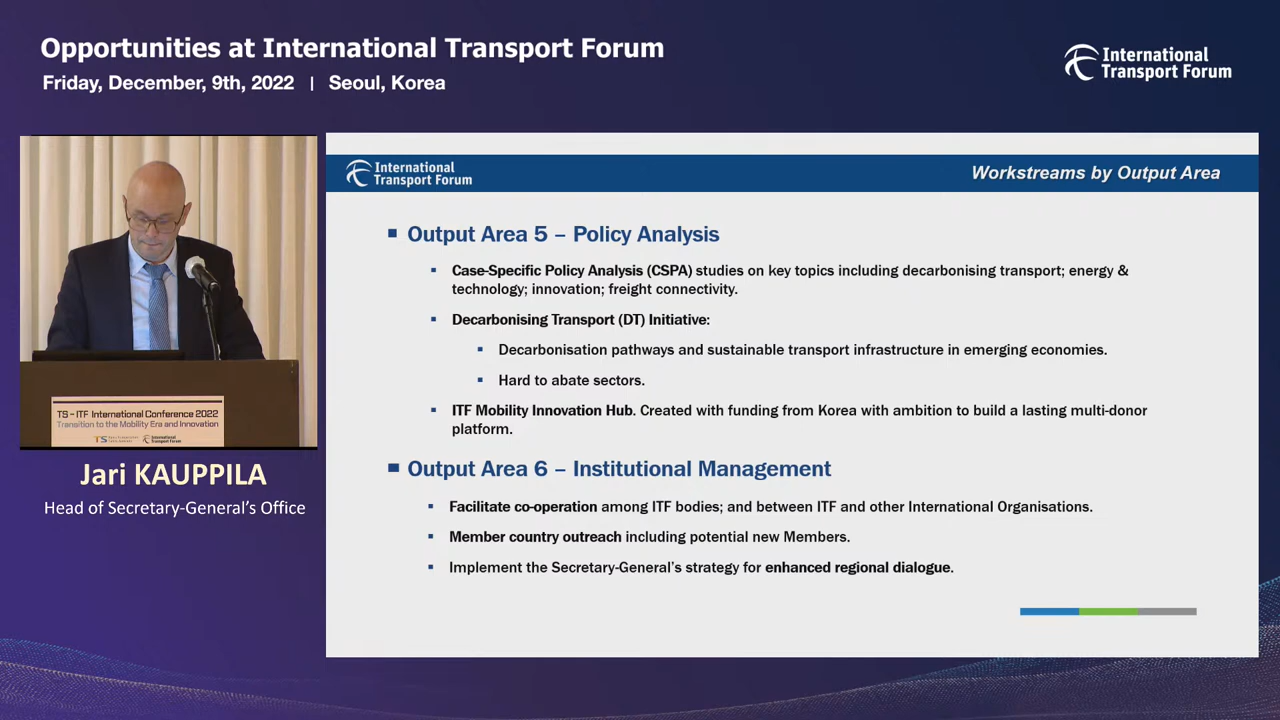 Opportunities at International Transport Forum
Friday, December, 9th, 2022 | Seoul, Korea
International
Transport Forum
International
Transport Forum
Workstreams by Output Area
Output Area 5 – Policy Analysis
Case-Specific Policy Analysis (CSPA) studies on key topics including decarbonising transport; energy &
technology; innovation; freight connectivity.
Decarbonising Transport (DT) Initiative:
Decarbonisation pathways and sustainable transport infrastructure in emerging economies.
Hard to abate sectors.
ITF Mobility Innovation Hub. Created with funding from Korea with ambition to build a lasting multi-donor
platform.
Output Area 6 – Institutional Management
Facilitate co-operation among ITF bodies; and between ITF and other International Organisations.
Member country outreach including potential new Members.
Implement the Secretary-General's strategy for enhanced regional dialogue.
TS – ITF International Conference 2022
Transition to the Mobility Era and Innovation
TS
International
Transport Forum
Jari KAUPPILA
Head of Secretary-General's Office